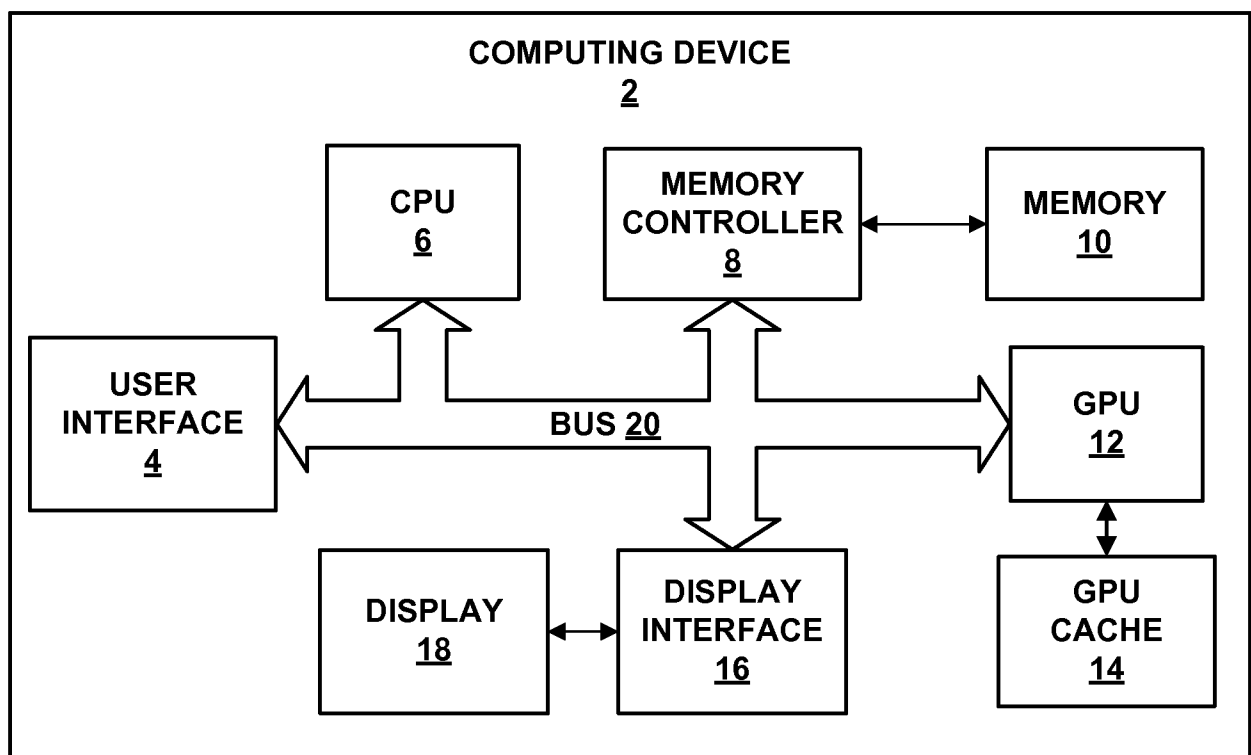 COMPUTING DEVICE
2
CPU
6
MEMORY
CONTROLLER
8
MEMORY
10
USER
INTERFACE
4
BUS 20
GPU
12
DISPLAY
18
DISPLAY
INTERFACE
16
GPU
CACHE
14